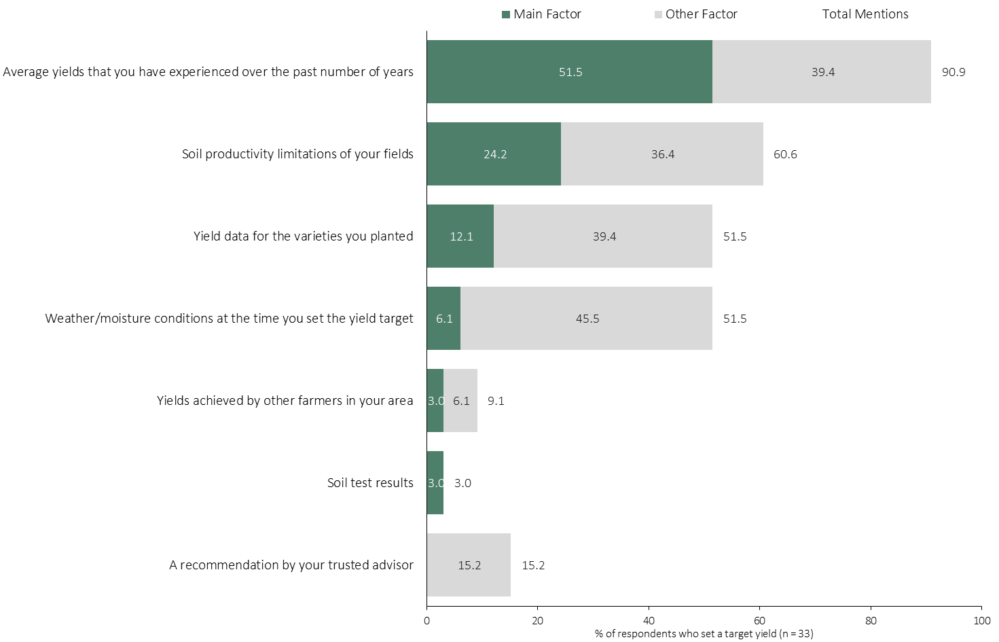 Main Factor Other Factor Total Mentions
Average yields that you have experienced over the past number of years 51.5 39.4 90.9
Soil productivity limitations of your fields 24.2 36.4 60.6
Yield data for the varieties you planted 12.1 39.4 51.5
Weather/moisture conditions at the time you set the yield target 6.1 45.5 51.5
Yields achieved by other farmers in your area 3.0 6.1 9.1
Soil test results 3.0 3.0
A recommendation by your trusted advisor 15.2 15.2
0 20 40 60 80 100
% of respondents who set a target yield (n = 33)